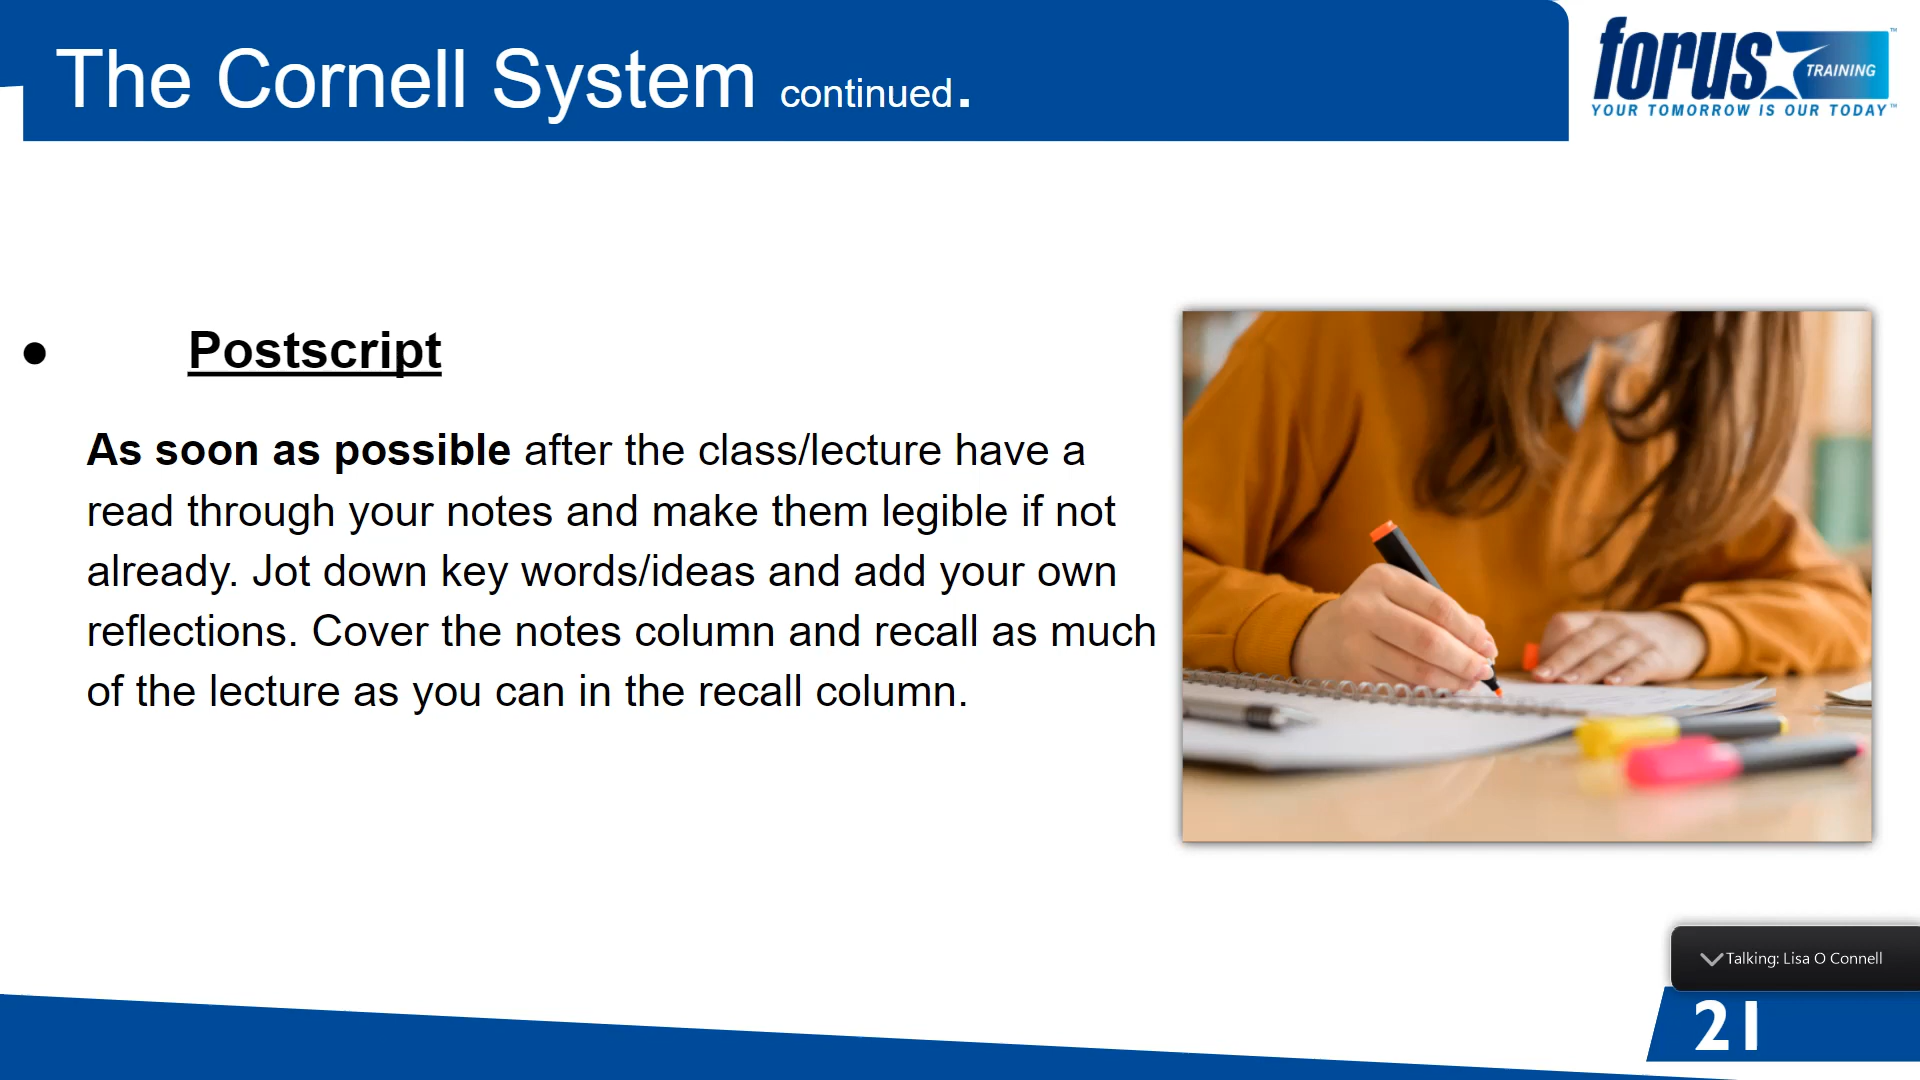 The Cornell System continued.
forus TRAINING
YOUR TOMORROW IS OUR TODAY
• Postscript
As soon as possible after the class/lecture have a
read through your notes and make them legible if not
already. Jot down key words/ideas and add your own
reflections. Cover the notes column and recall as much
of the lecture as you can in the recall column.
Talking: Lisa O Connell
21